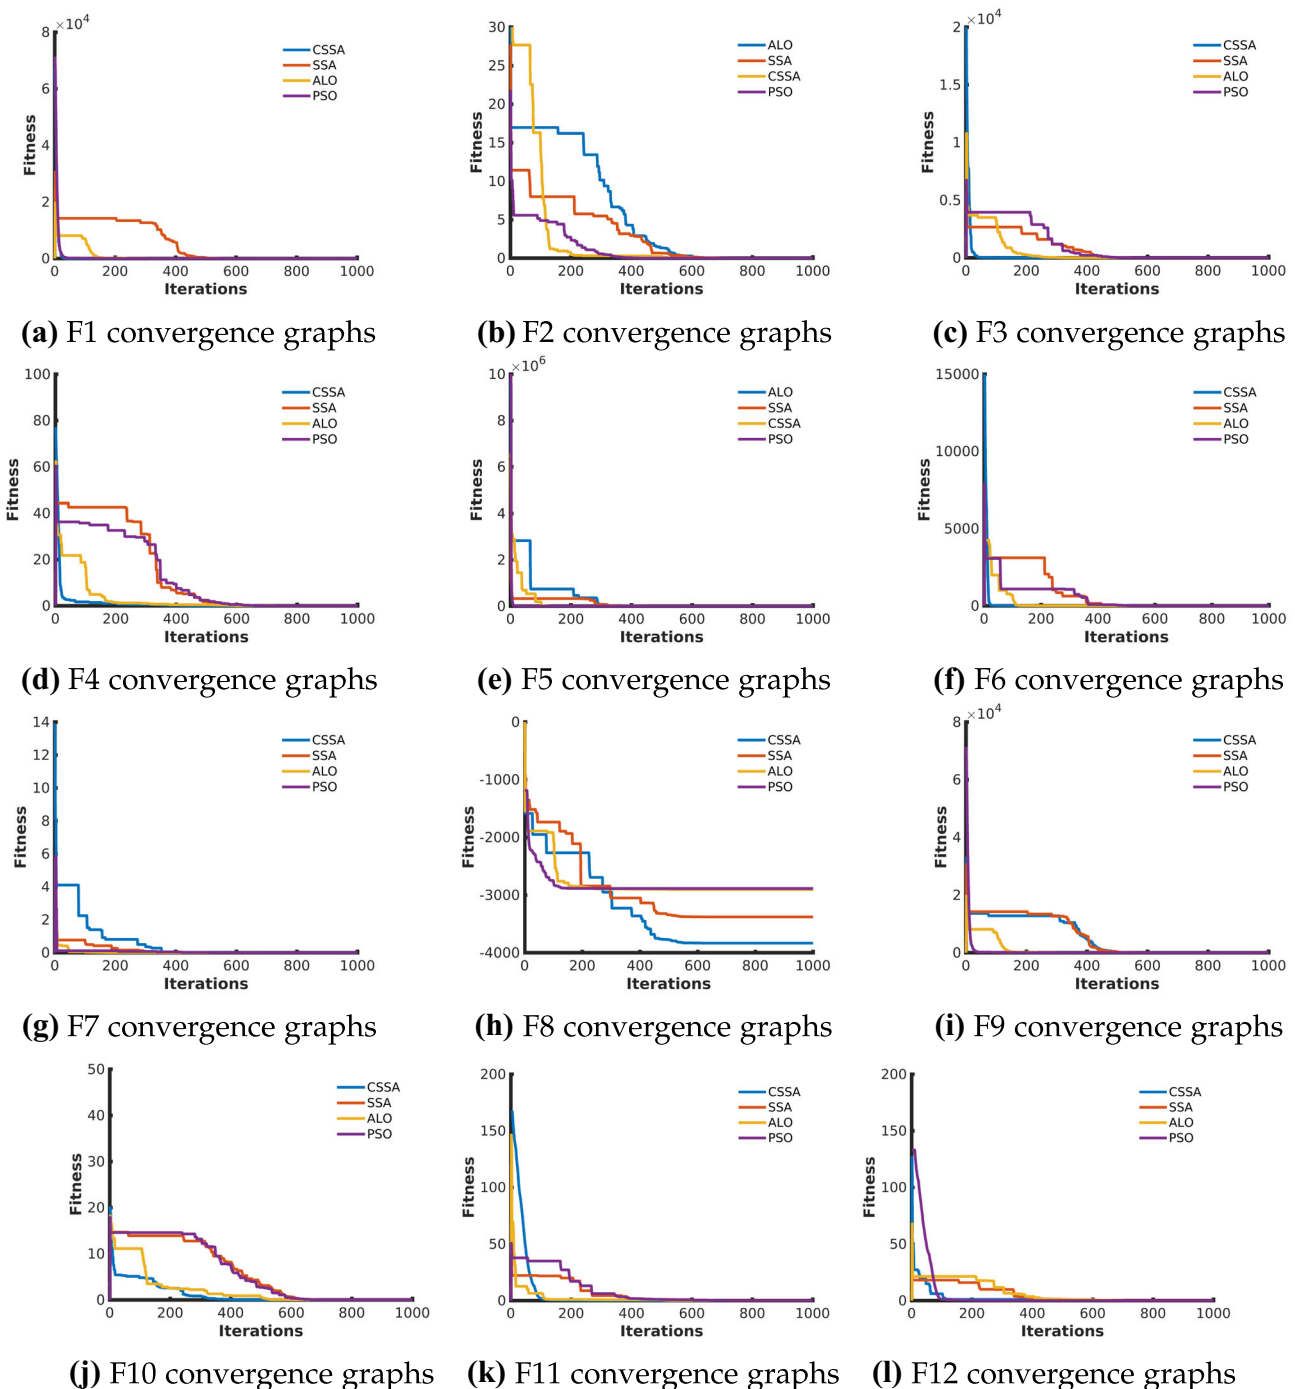 ×10^4
8
6
4
2
0
Fitness
CSSA
SSA
ALO
PSO
0 200 400 600 800 1000
Iterations
(a) F1 convergence graphs
30
25
20
15
10
5
0
Fitness
ALO
SSA
CSSA
PSO
0 200 400 600 800 1000
Iterations
(b) F2 convergence graphs
×10^4
2
1.5
1
0.5
0
Fitness
CSSA
SSA
ALO
PSO
0 200 400 600 800 1000
Iterations
(c) F3 convergence graphs
100
80
60
40
20
0
Fitness
CSSA
SSA
ALO
PSO
0 200 400 600 800 1000
Iterations
(d) F4 convergence graphs
×10^6
10
8
6
4
2
0
Fitness
ALO
SSA
CSSA
PSO
0 200 400 600 800 1000
Iterations
(e) F5 convergence graphs
15000
10000
5000
0
Fitness
CSSA
SSA
ALO
PSO
0 200 400 600 800 1000
Iterations
(f) F6 convergence graphs
14
12
10
8
6
4
2
0
Fitness
CSSA
SSA
ALO
PSO
0 200 400 600 800 1000
Iterations
(g) F7 convergence graphs
0
-1000
-2000
-3000
-4000
Fitness
CSSA
SSA
ALO
PSO
0 200 400 600 800 1000
Iterations
(h) F8 convergence graphs
×10^4
8
6
4
2
0
Fitness
CSSA
SSA
ALO
PSO
0 200 400 600 800 1000
Iterations
(i) F9 convergence graphs
50
40
30
20
10
0
Fitness
CSSA
SSA
ALO
PSO
0 200 400 600 800 1000
Iterations
(j) F10 convergence graphs
200
150
100
50
0
Fitness
CSSA
SSA
ALO
PSO
0 200 400 600 800 1000
Iterations
(k) F11 convergence graphs
200
150
100
50
0
Fitness
CSSA
SSA
ALO
PSO
0 200 400 600 800 1000
Iterations
(l) F12 convergence graphs